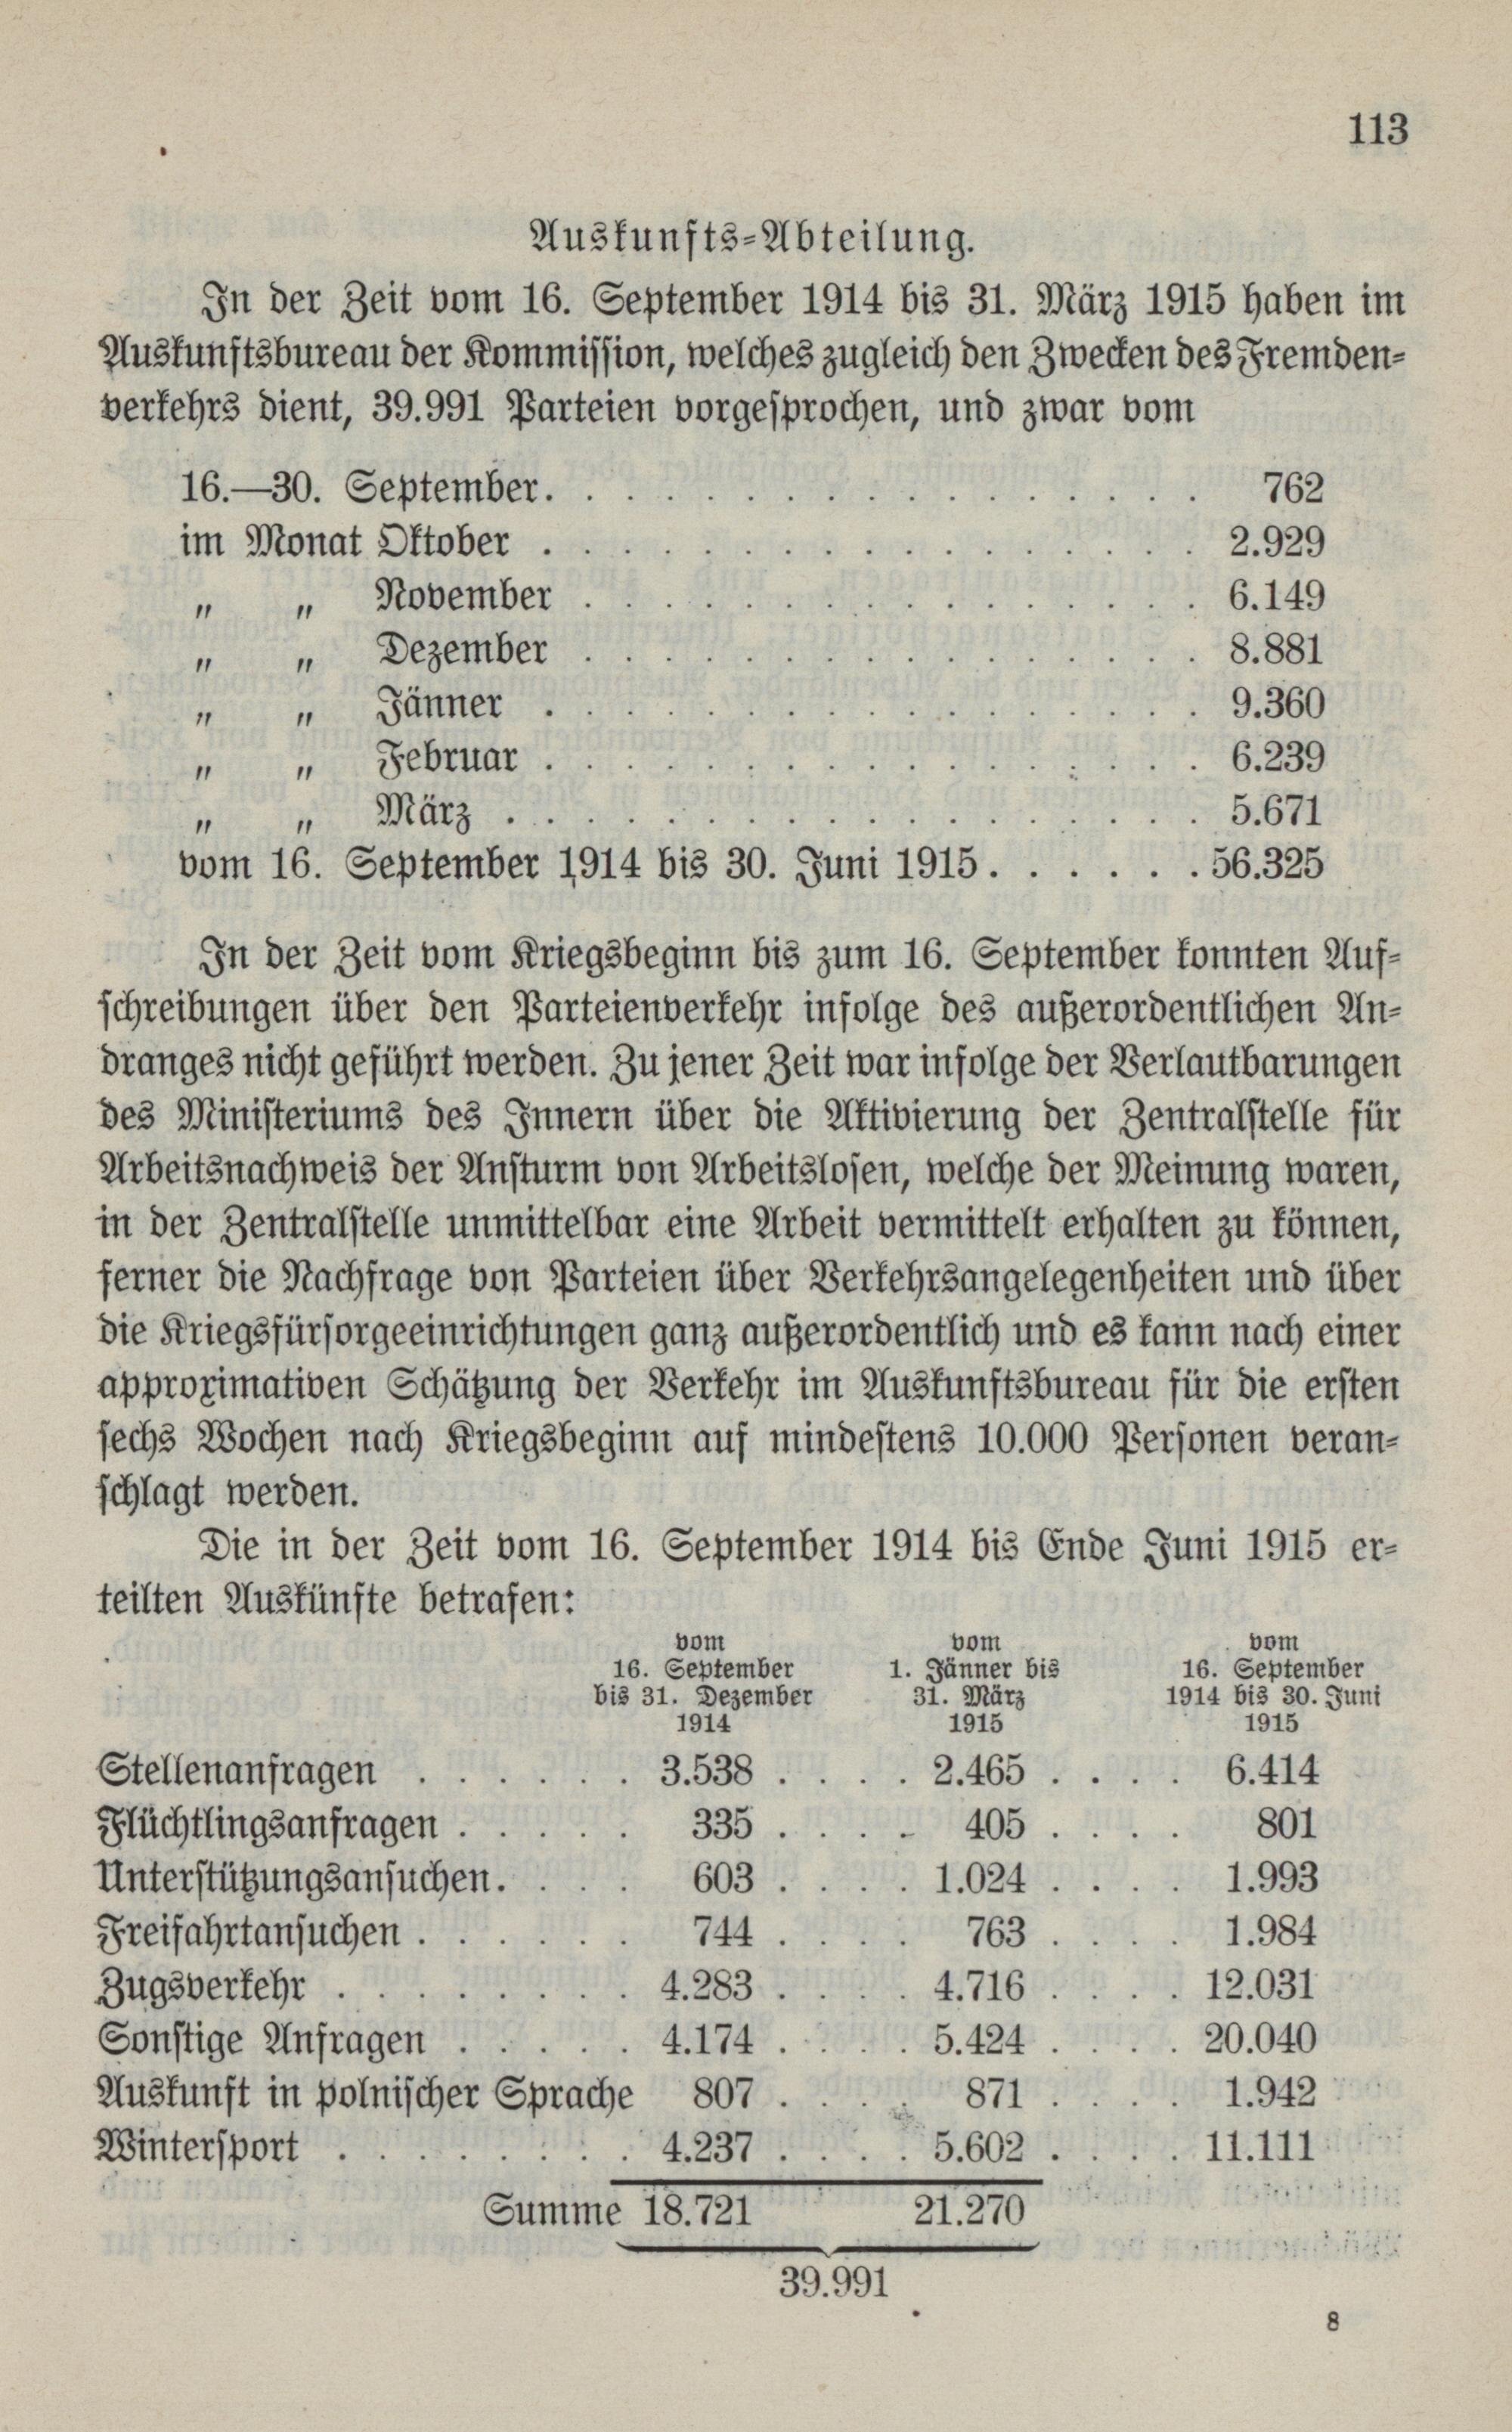 113
Auskunfts-Abteilung.
In der Zeit vom 16. September 1914 bis 31. März 1915 haben im
Auskunftsbureau der Kommission, welches zugleich den Zwecken des Fremden-
verkehrs dient, 39.991 Parteien vorgesprochen, und zwar vom
16.—30. September. . . . . . . . . . . . . . . . . . 762
im Monat Oktober . . . . . . . . . . . . . . . . . 2.929
„ „ November . . . . . . . . . . . . . . . . 6.149
„ „ Dezember . . . . . . . . . . . . . . . . 8.881
„ „ Jänner . . . . . . . . . . . . . . . . . 9.360
„ „ Februar . . . . . . . . . . . . . . . . . 6.239
„ „ März . . . . . . . . . . . . . . . . . . 5.671
vom 16. September 1914 bis 30. Juni 1915 . . . . . . 56.325
In der Zeit vom Kriegsbeginn bis zum 16. September konnten Auf-
schreibungen über den Parteienverkehr infolge des außerordentlichen An-
dranges nicht geführt werden. Zu jener Zeit war infolge der Verlautbarungen
des Ministeriums des Innern über die Aktivierung der Zentralstelle für
Arbeitsnachweis der Ansturm von Arbeitslosen, welche der Meinung waren,
in der Zentralstelle unmittelbar eine Arbeit vermittelt erhalten zu können,
ferner die Nachfrage von Parteien über Verkehrsangelegenheiten und über
die Kriegsfürsorgeeinrichtungen ganz außerordentlich und es kann nach einer
approximativen Schätzung der Verkehr im Auskunftsbureau für die ersten
sechs Wochen nach Kriegsbeginn auf mindestens 10.000 Personen veran-
schlagt werden.
Die in der Zeit vom 16. September 1914 bis Ende Juni 1915 er-
teilten Auskünfte betrafen:
vom vom vom
16. September 1. Jänner bis 16. September
bis 31. Dezember 31. März 1914 bis 30. Juni
1914 1915 1915
Stellenanfragen . . . . . . 3.538 . . . . 2.465 . . . . 6.414
Flüchtlingsanfragen . . . . . 335 . . . . 405 . . . . 801
Unterstützungsansuchen. . . . 603 . . . . 1.024 . . . . 1.993
Freifahrtansuchen . . . . . . 744 . . . . 763 . . . . 1.984
Zugsverkehr . . . . . . . . 4.283 . . . . 4.716 . . . . 12.031
Sonstige Anfragen . . . . . 4.174 . . . . 5.424 . . . . 20.040
Auskunft in polnischer Sprache 807 . . . . 871 . . . . 1.942
Wintersport . . . . . . . . 4.237 . . . . 5.602 . . . . 11.111
Summe 18.721 21.270
39.991
8